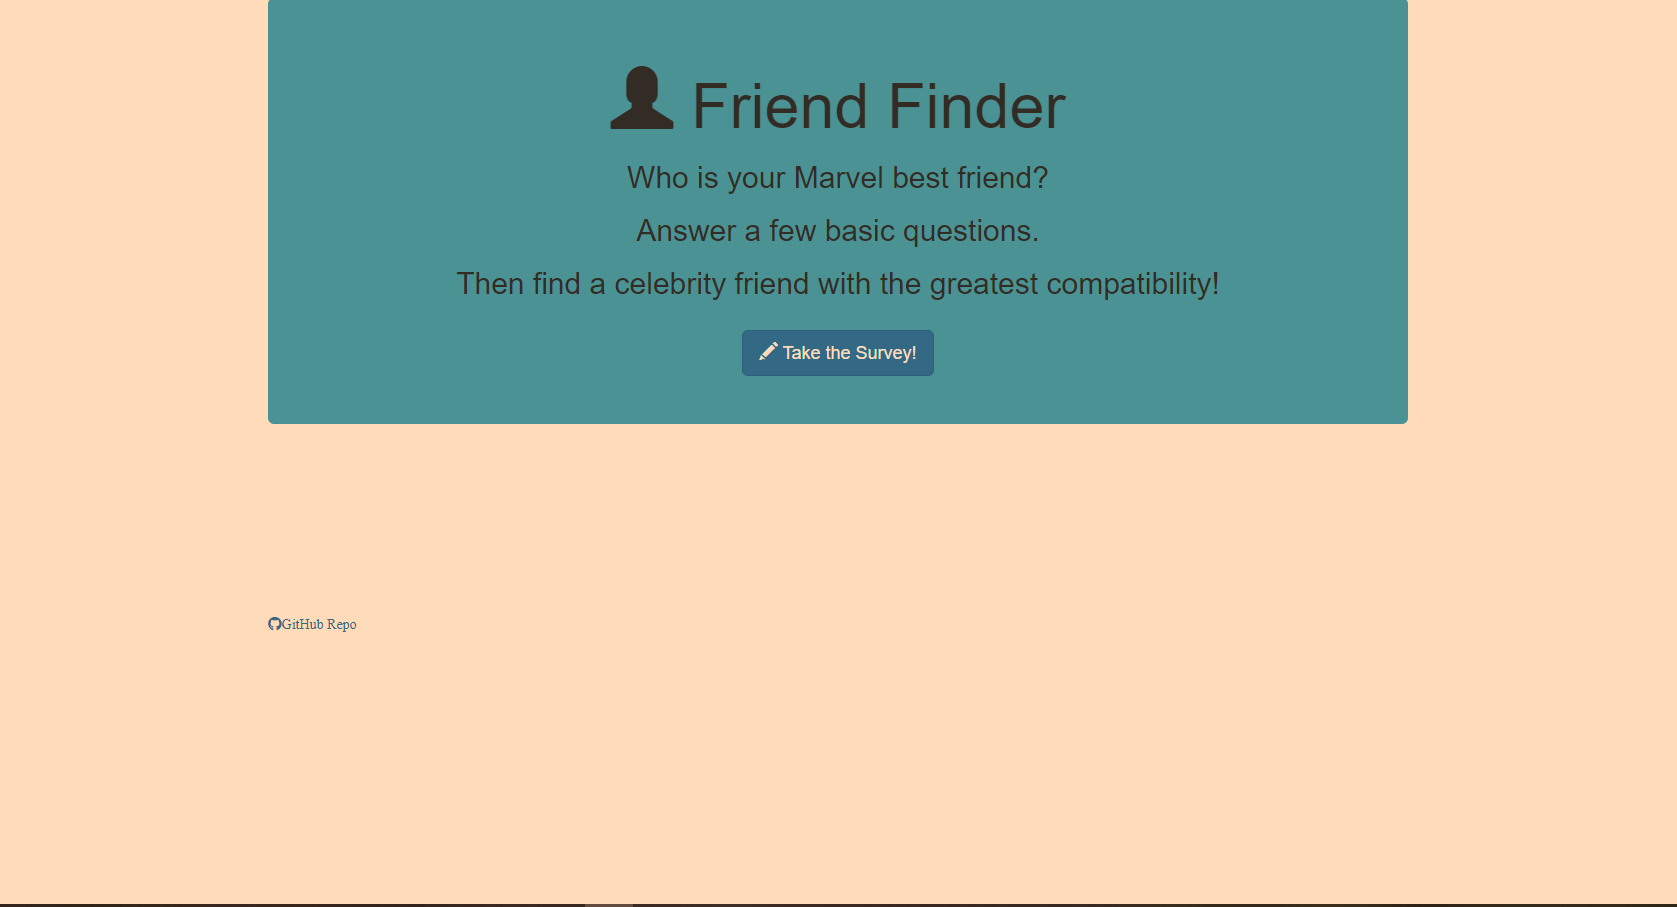 Friend Finder
Who is your Marvel best friend?
Answer a few basic questions.
Then find a celebrity friend with the greatest compatibility!
Take the Survey!
GitHub Repo